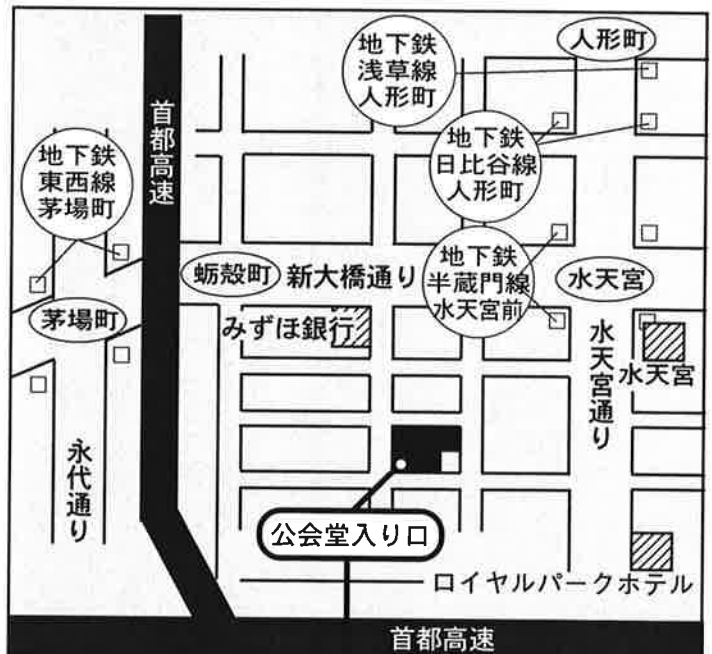 地下鉄
浅草線
人形町
人形町
首都高速
地下鉄
東西線
茅場町
地下鉄
日比谷線
人形町
蛎殻町
新大橋通り
地下鉄
半蔵門線
水天宮前
水天宮
茅場町
みずほ銀行
水天宮通り
水天宮
永代通り
公会堂入り口
ロイヤルパークホテル
首都高速